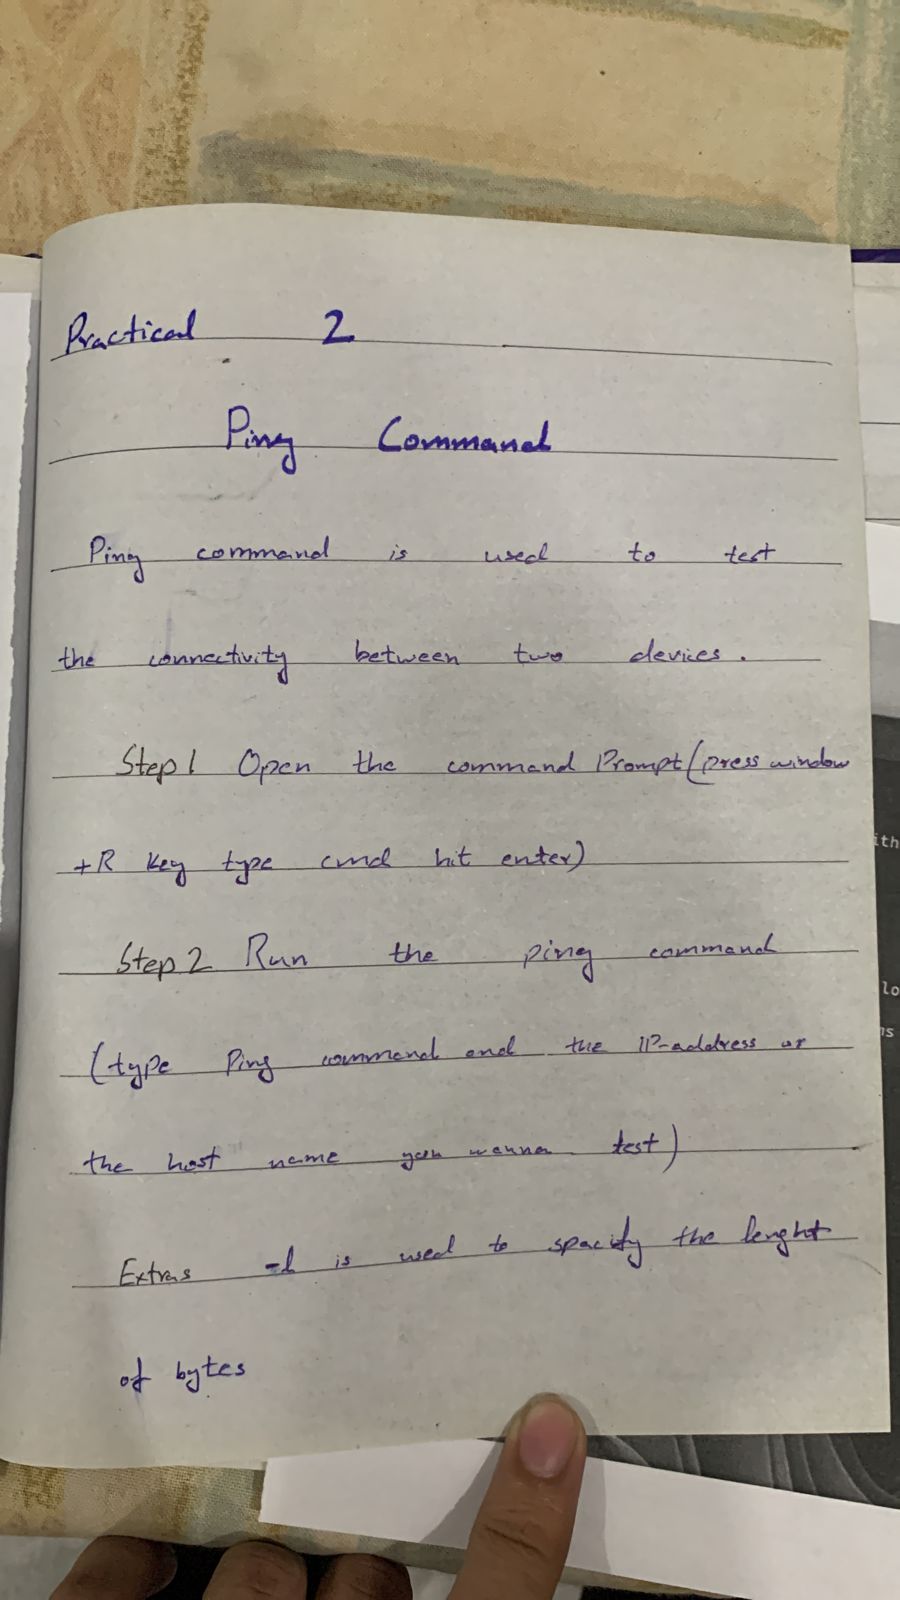 Practical 2
Ping Command
Ping command is used to test
the connectivity between two devices.
Step 1 Open the command Prompt (press window
+R key type cmd hit enter)
Step 2 Run the ping command
(type Ping command and the IP-address or
the host name you wanna test)
Extras -l is used to spacify the lenght
of bytes
ith
lo
is